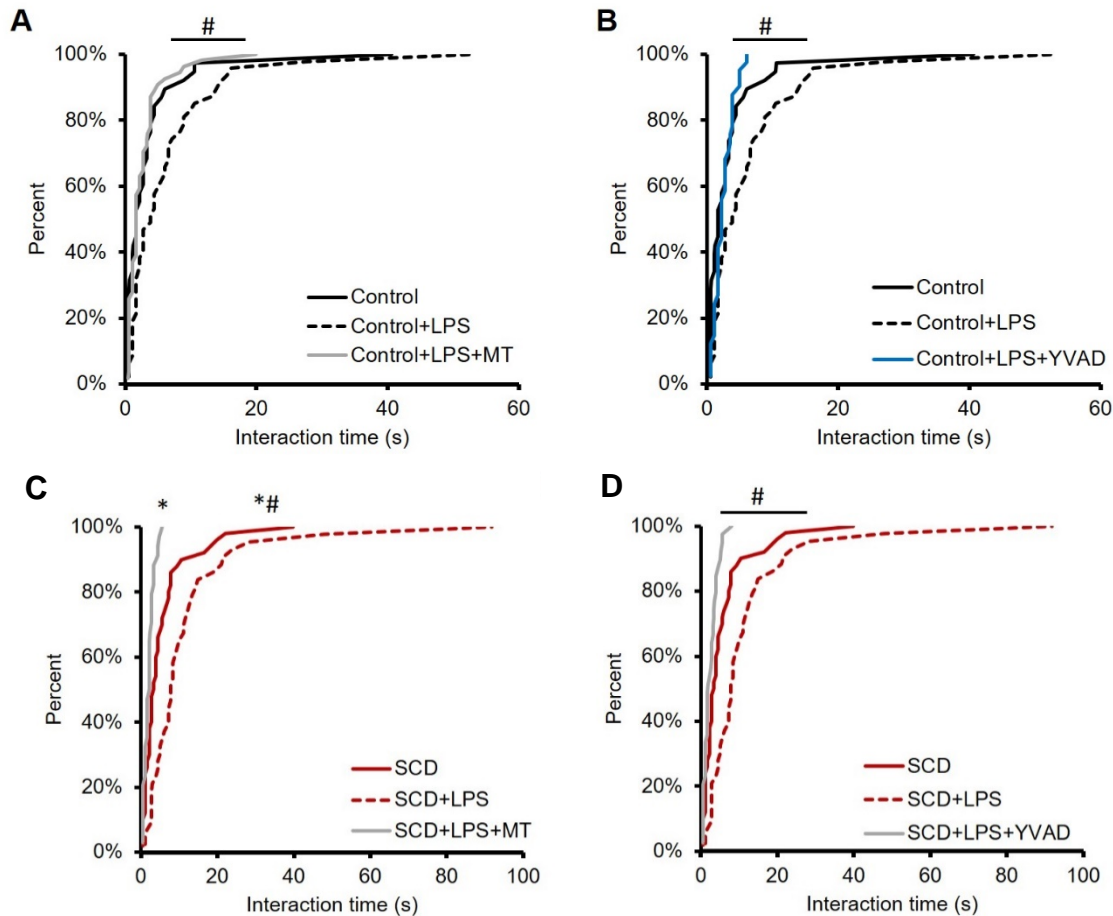 A
#
100%
80%
60%
40%
20%
0%
Percent
Control
Control+LPS
Control+LPS+MT
0 20 40 60
Interaction time (s)
B
#
100%
80%
60%
40%
20%
0%
Percent
Control
Control+LPS
Control+LPS+YVAD
0 20 40 60
Interaction time (s)
C
* *#
100%
80%
60%
40%
20%
0%
Percent
SCD
SCD+LPS
SCD+LPS+MT
0 20 40 60 80 100
Interaction time (s)
D
#
100%
80%
60%
40%
20%
0%
Percent
SCD
SCD+LPS
SCD+LPS+YVAD
0 20 40 60 80 100
Interaction time (s)